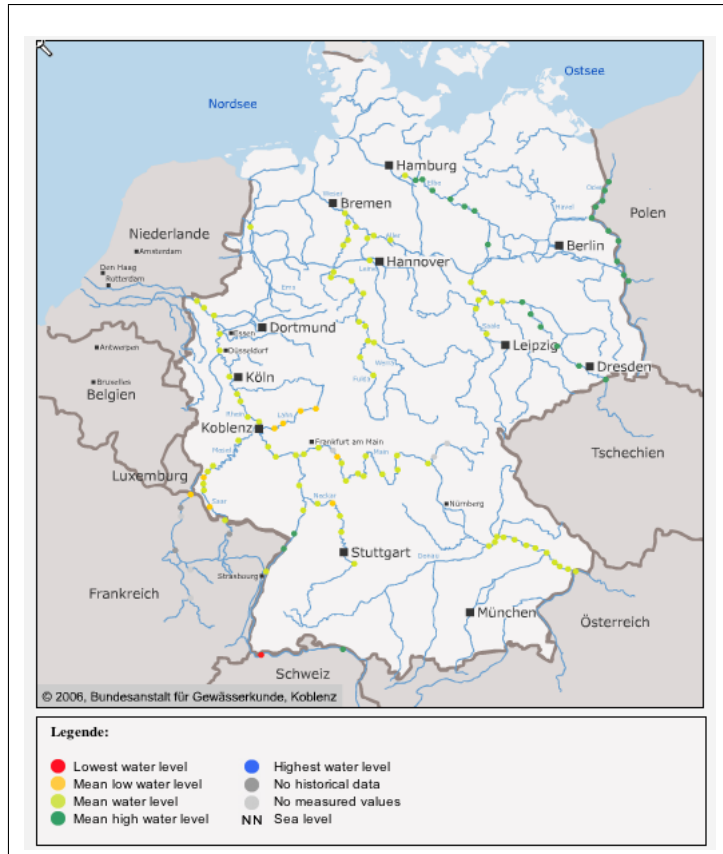 Ostsee
Nordsee
Hamburg
Elbe
Oder
Weser
Bremen
Havel
Polen
Aller
Niederlande
Berlin
Amsterdam
Hannover
Leine
Den Haag
Rotterdam
Ems
Dortmund
Saale
Essen
Leipzig
Antwerpen
Düsseldorf
Werra
Dresden
Köln
Fulda
Bruxelles
Belgien
Rhein
Lahn
Koblenz
Frankfurt am Main
Mosel
Main
Tschechien
Luxemburg
Saar
Neckar
Nürnberg
Stuttgart
Donau
Strasbourg
Frankreich
München
Österreich
Schweiz
© 2006, Bundesanstalt für Gewässerkunde, Koblenz
Legende:
Lowest water level
Mean low water level
Mean water level
Mean high water level
Highest water level
No historical data
No measured values
NN Sea level